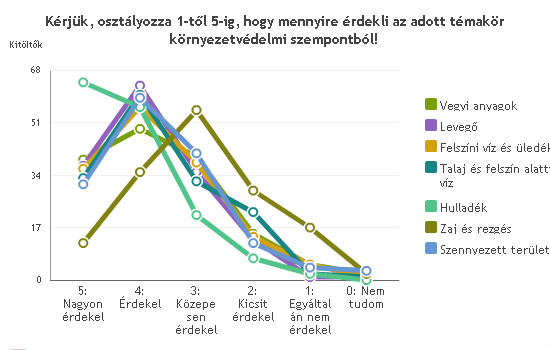 Kérjük, osztályozza 1-től 5-ig, hogy mennyire érdekli az adott témakör
környezetvédelmi szempontból!
Kitöltők
68
51
34
17
0
5:
Nagyon
érdekel
4:
Érdekel
3:
Közepe
sen
érdekel
2:
Kicsit
érdekel
1:
Egyáltal
án nem
érdekel
0: Nem
tudom
Vegyi anyagok
Levegő
Felszíni víz és üledék
Talaj és felszín alatti
víz
Hulladék
Zaj és rezgés
Szennyezett terület